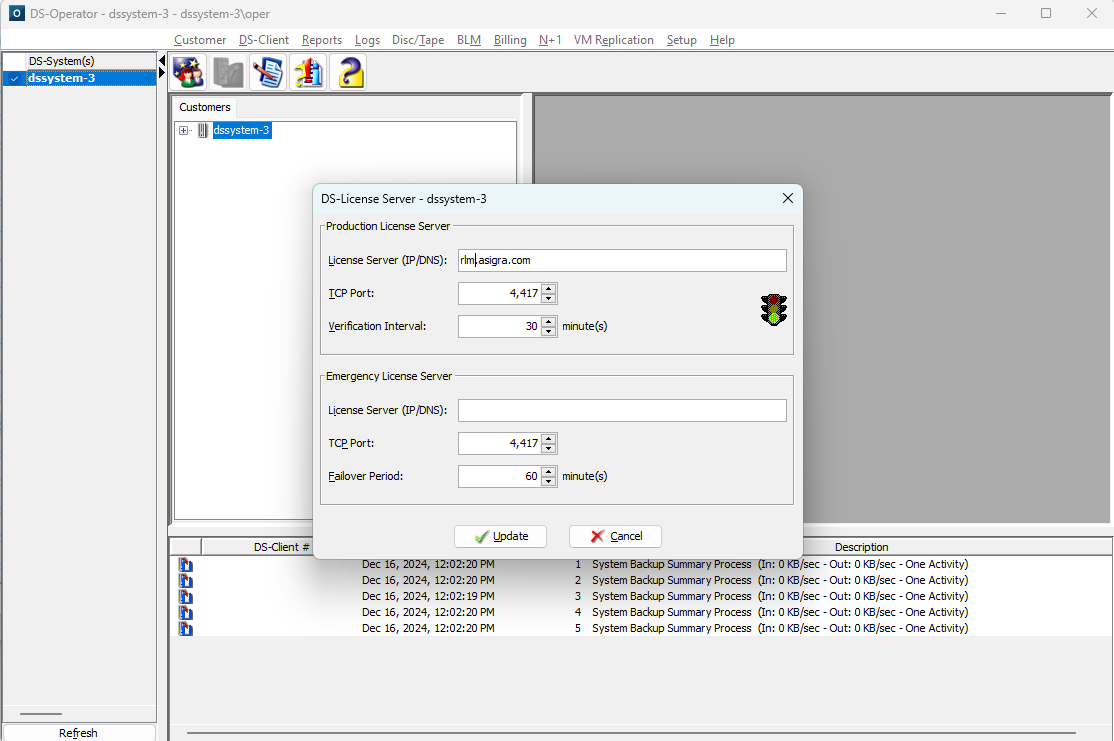 DS-Operator - dssystem-3 - dssystem-3\oper
Customer DS-Client Reports Logs Disc/Tape BLM Billing N+1 VM Replication Setup Help
DS-System(s)
dssystem-3
Customers
dssystem-3
DS-License Server - dssystem-3
Production License Server
License Server (IP/DNS): rlm.asigra.com
TCP Port: 4,417
Verification Interval: 30 minute(s)
Emergency License Server
License Server (IP/DNS):
TCP Port: 4,417
Failover Period: 60 minute(s)
Update Cancel
DS-Client # Description
Dec 16, 2024, 12:02:20 PM 1 System Backup Summary Process (In: 0 KB/sec - Out: 0 KB/sec - One Activity)
Dec 16, 2024, 12:02:20 PM 2 System Backup Summary Process (In: 0 KB/sec - Out: 0 KB/sec - One Activity)
Dec 16, 2024, 12:02:19 PM 3 System Backup Summary Process (In: 0 KB/sec - Out: 0 KB/sec - One Activity)
Dec 16, 2024, 12:02:20 PM 4 System Backup Summary Process (In: 0 KB/sec - Out: 0 KB/sec - One Activity)
Dec 16, 2024, 12:02:20 PM 5 System Backup Summary Process (In: 0 KB/sec - Out: 0 KB/sec - One Activity)
Refresh